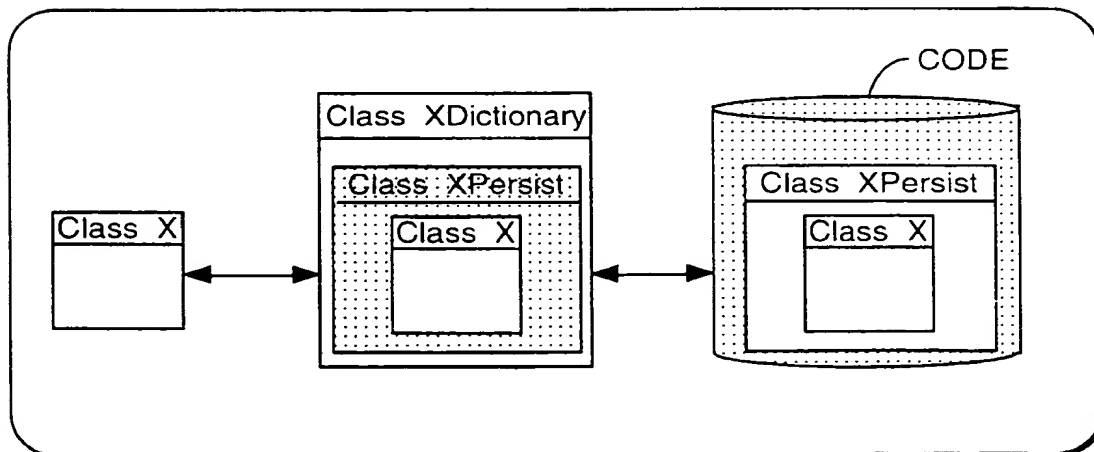 CODE
Class XDictionary
Class XPersist
Class XPersist
Class X
Class X
Class X